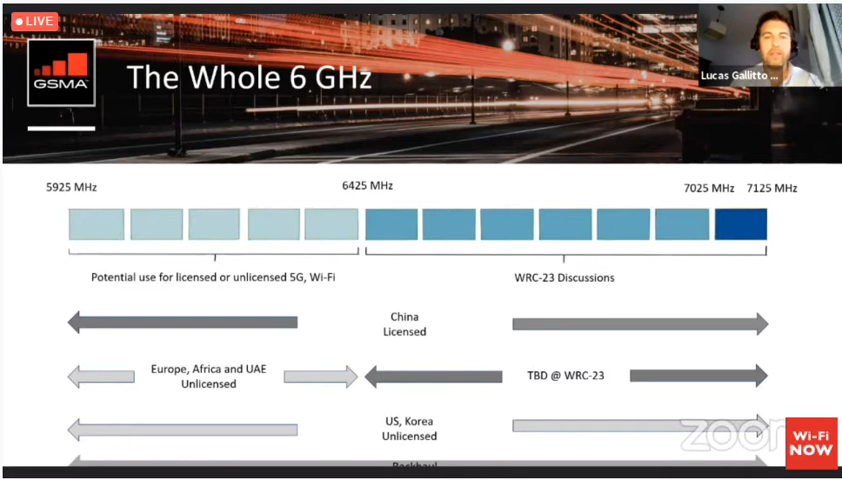 LIVE
GSMA™
The Whole 6 GHz
Lucas Gallitto ...
5925 MHz
6425 MHz
7025 MHz
7125 MHz
Potential use for licensed or unlicensed 5G, Wi-Fi
WRC-23 Discussions
China
Licensed
Europe, Africa and UAE
Unlicensed
TBD @ WRC-23
US, Korea
Unlicensed
zoom
Wi-Fi
NOW
Backhaul